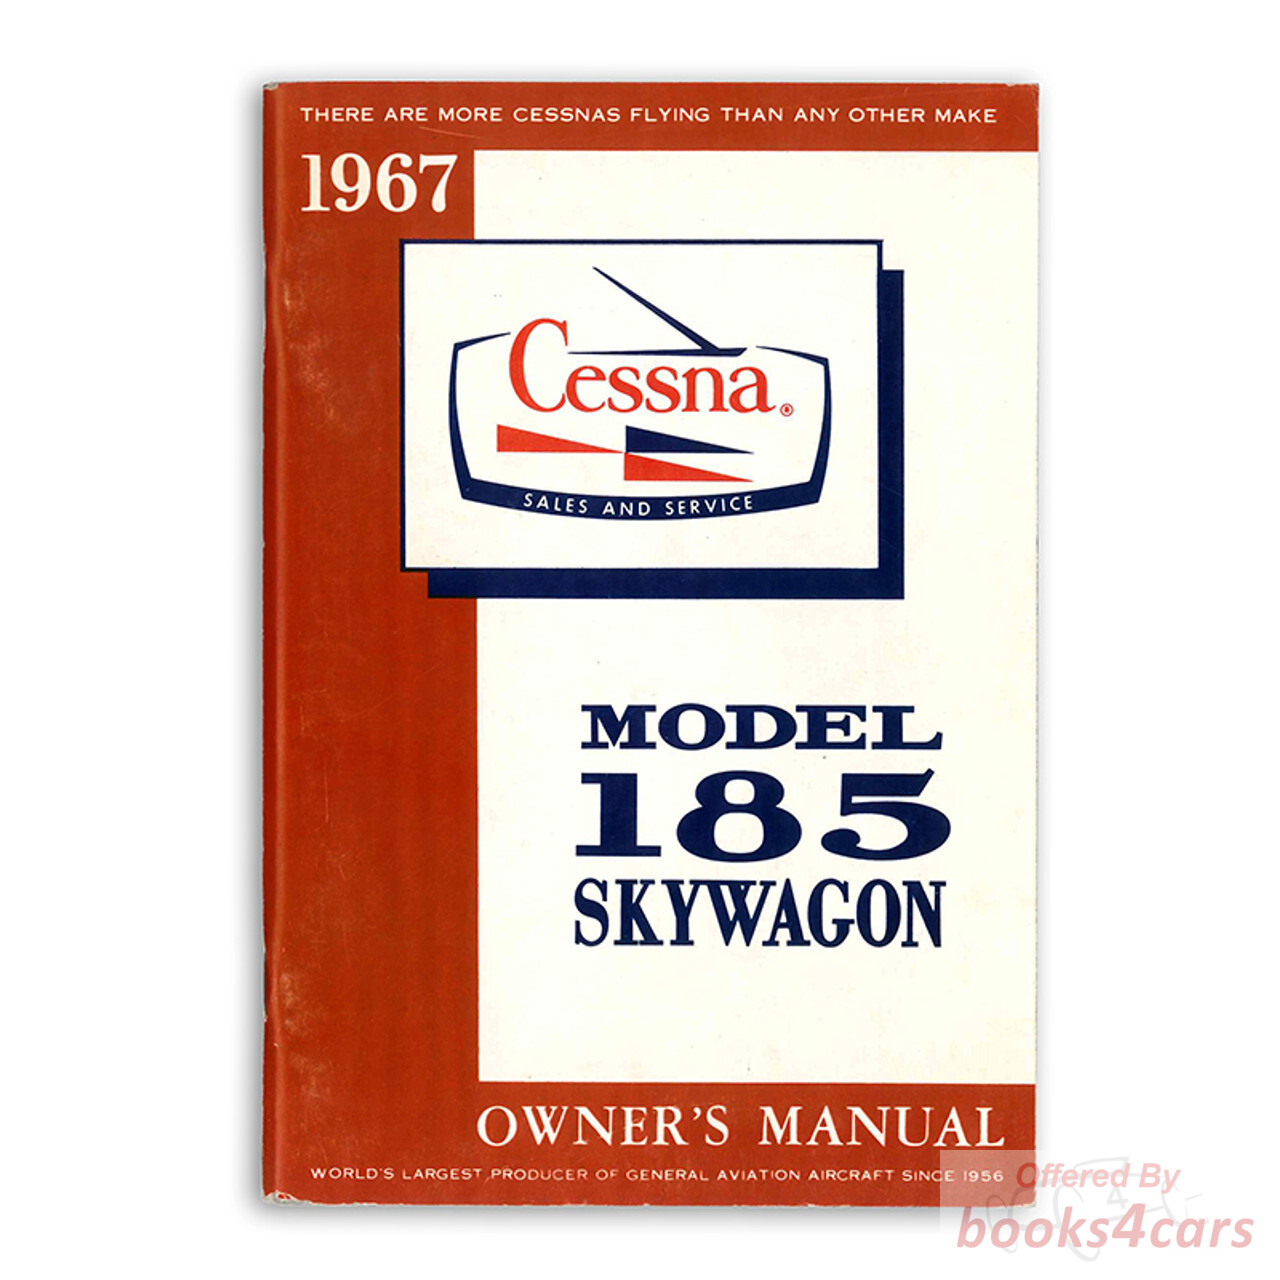 THERE ARE MORE CESSNAS FLYING THAN ANY OTHER MAKE
1967
Cessna®
SALES AND SERVICE
MODEL
185
SKYWAGON
OWNER'S MANUAL
WORLD'S LARGEST PRODUCER OF GENERAL AVIATION AIRCRAFT SINCE 1956
Offered By
books4cars